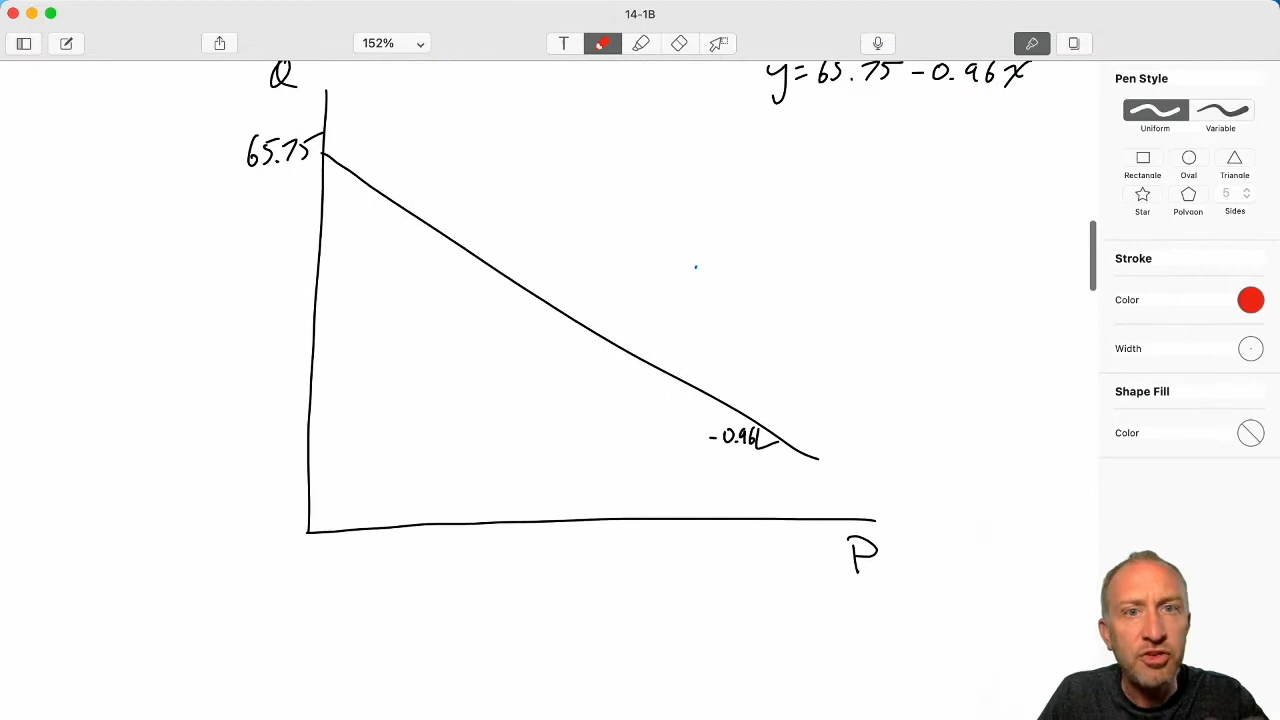 14-1B
152%
T
Q
y=65.75-0.96x
65.75
-0.96
P
Pen Style
Uniform Variable
Rectangle Oval Triangle
5
Star Polygon Sides
Stroke
Color
Width
Shape Fill
Color